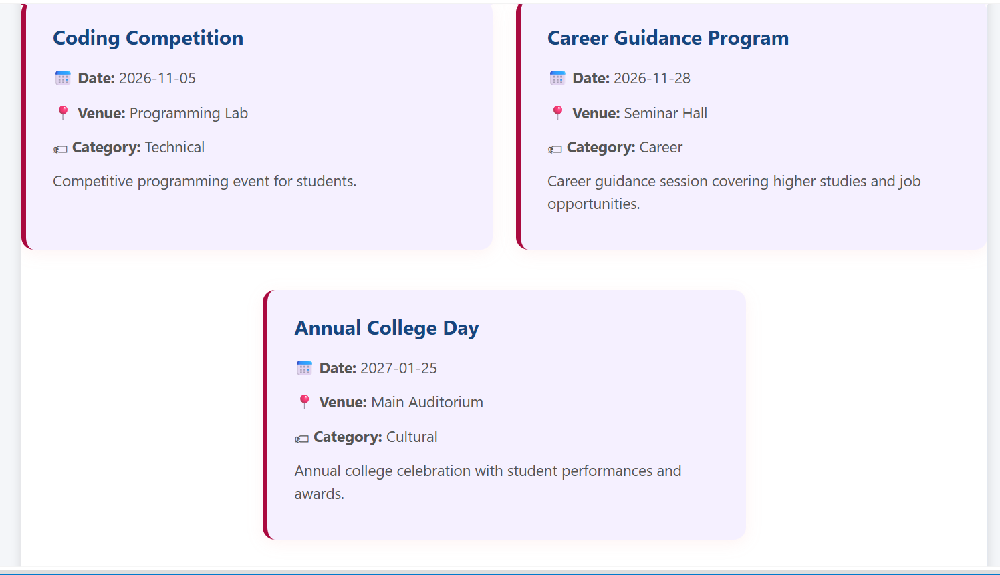 Coding Competition
Date: 2026-11-05
Venue: Programming Lab
Category: Technical
Competitive programming event for students.
Career Guidance Program
Date: 2026-11-28
Venue: Seminar Hall
Category: Career
Career guidance session covering higher studies and job
opportunities.
Annual College Day
Date: 2027-01-25
Venue: Main Auditorium
Category: Cultural
Annual college celebration with student performances and
awards.